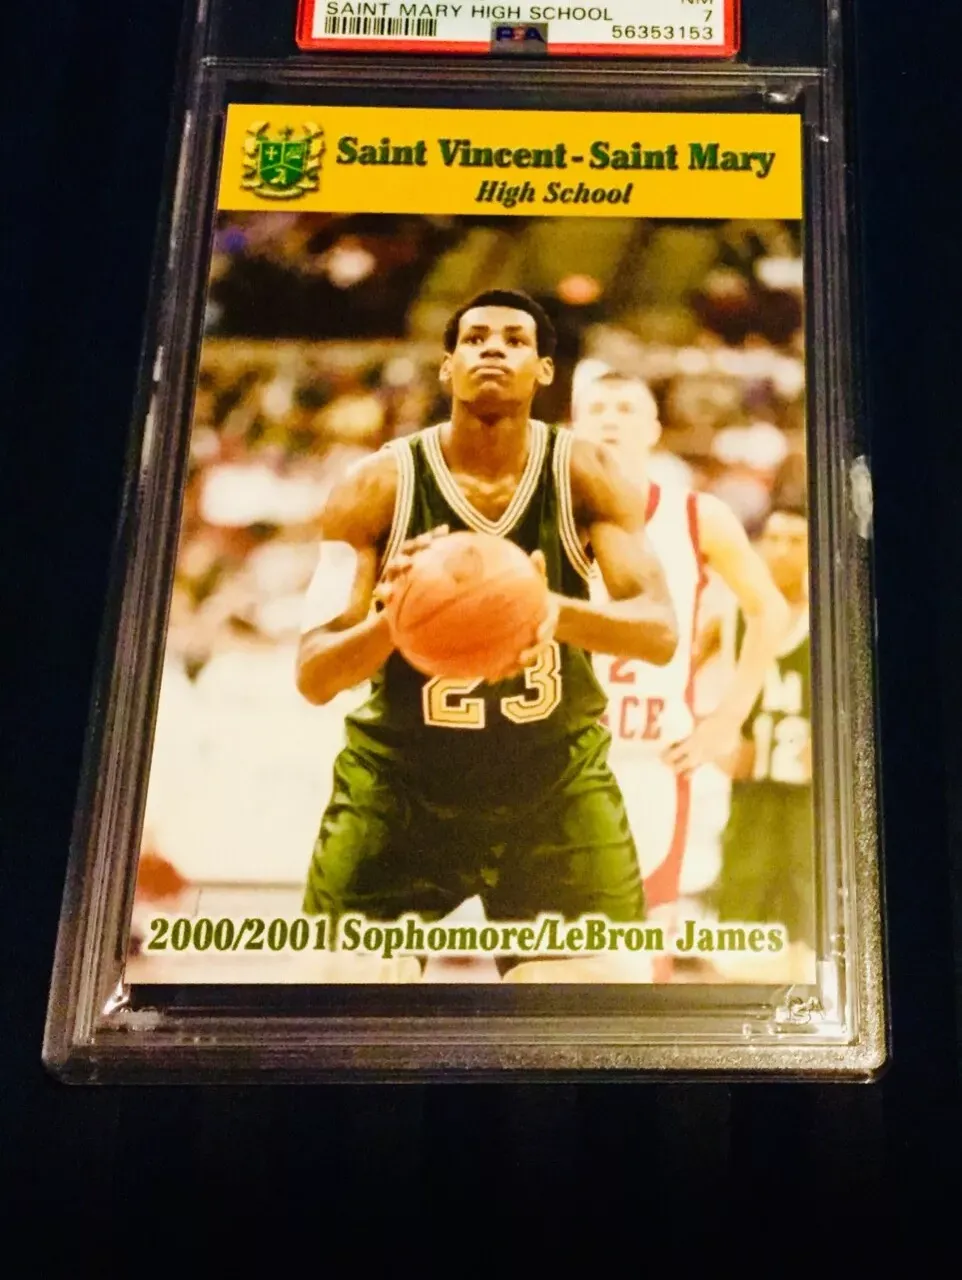 SAINT MARY HIGH SCHOOL
NM
7
PSA
56353153
Saint Vincent-Saint Mary
High School
23
2
CE
12
2000/2001 Sophomore/LeBron James